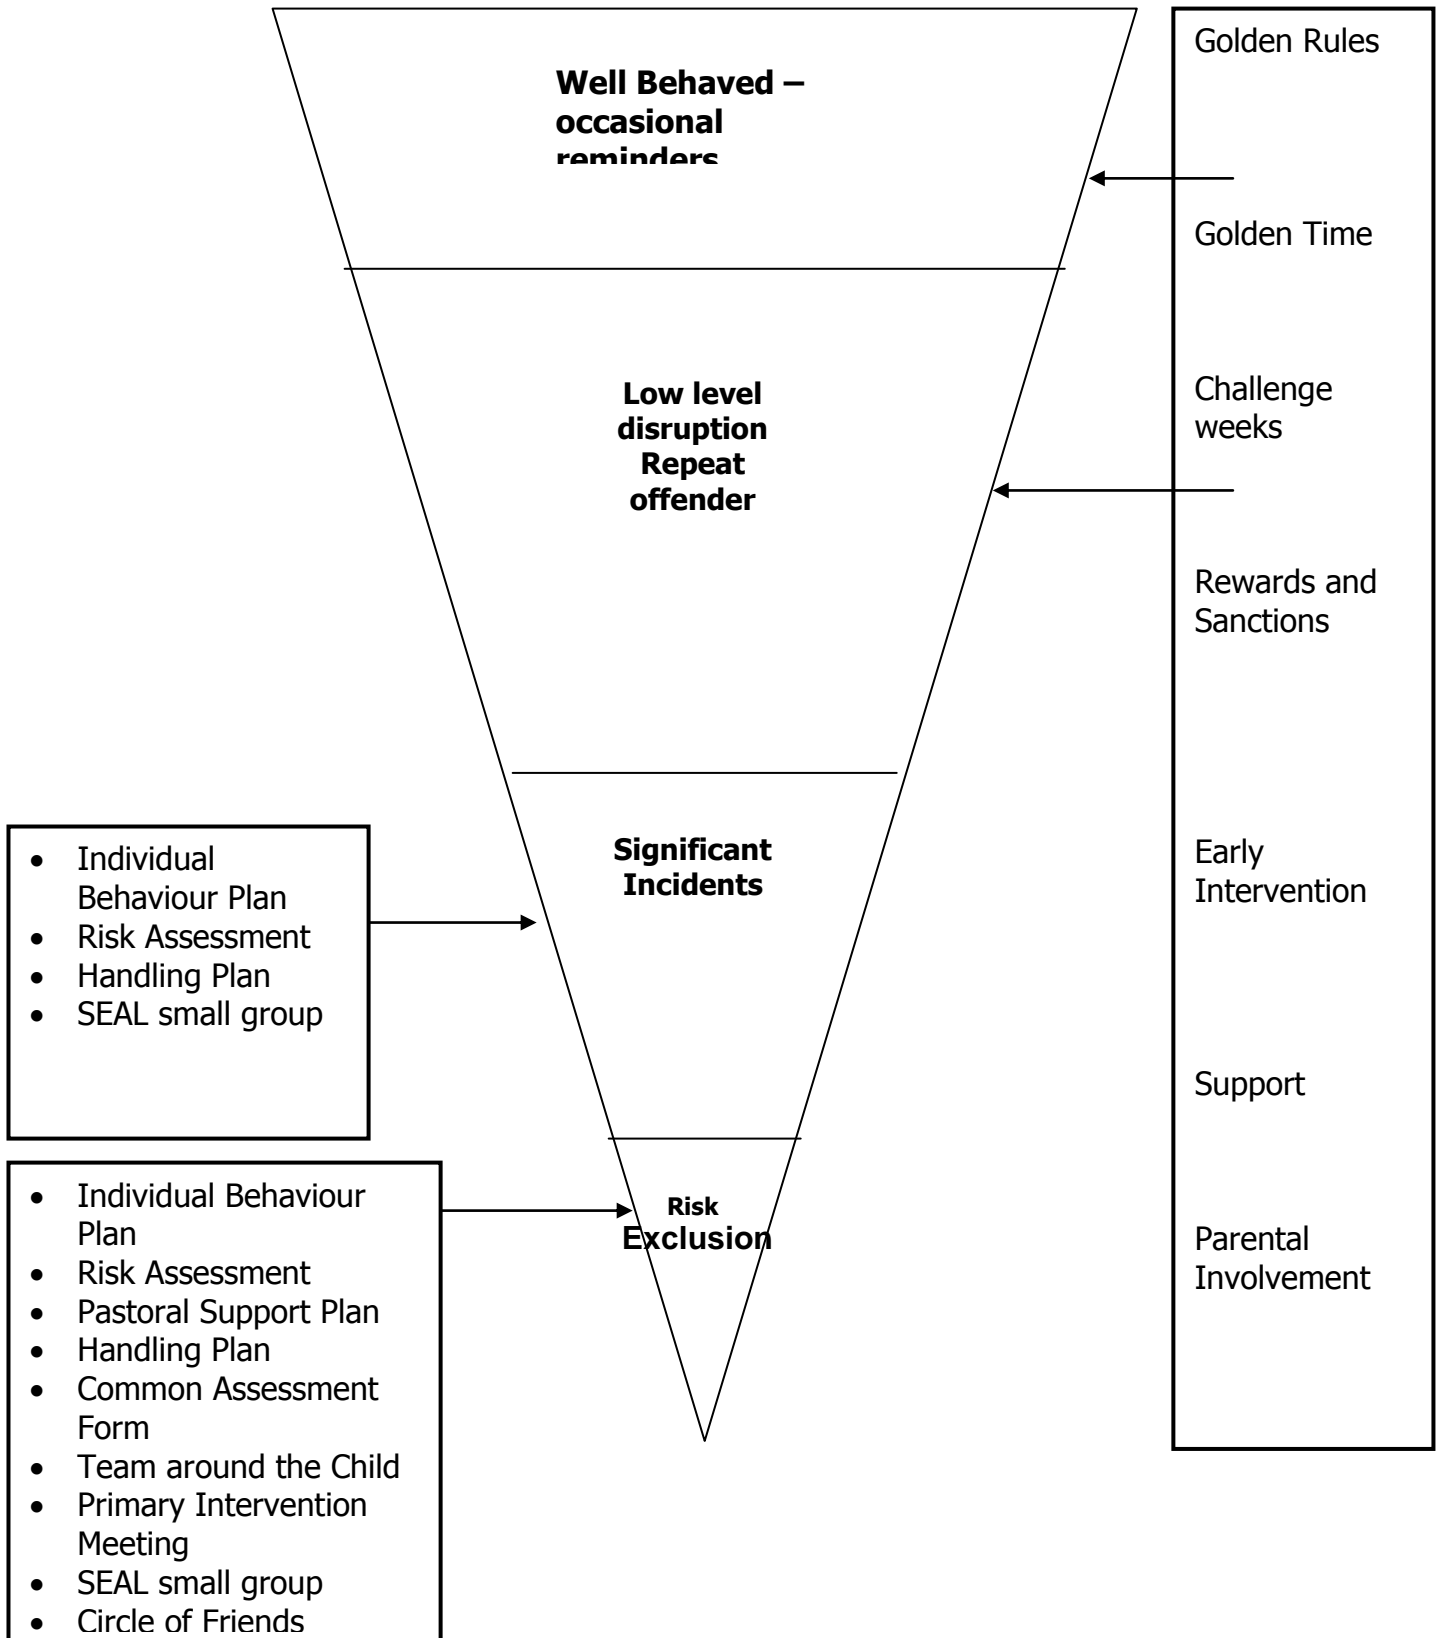 Well Behaved –
occasional
reminders
Low level
disruption
Repeat
offender
Significant
Incidents
Risk
Exclusion
Golden Rules
Golden Time
Challenge
weeks
Rewards and
Sanctions
Early
Intervention
Support
Parental
Involvement
• Individual
Behaviour Plan
• Risk Assessment
• Handling Plan
• SEAL small group
• Individual Behaviour
Plan
• Risk Assessment
• Pastoral Support Plan
• Handling Plan
• Common Assessment
Form
• Team around the Child
• Primary Intervention
Meeting
• SEAL small group
• Circle of Friends